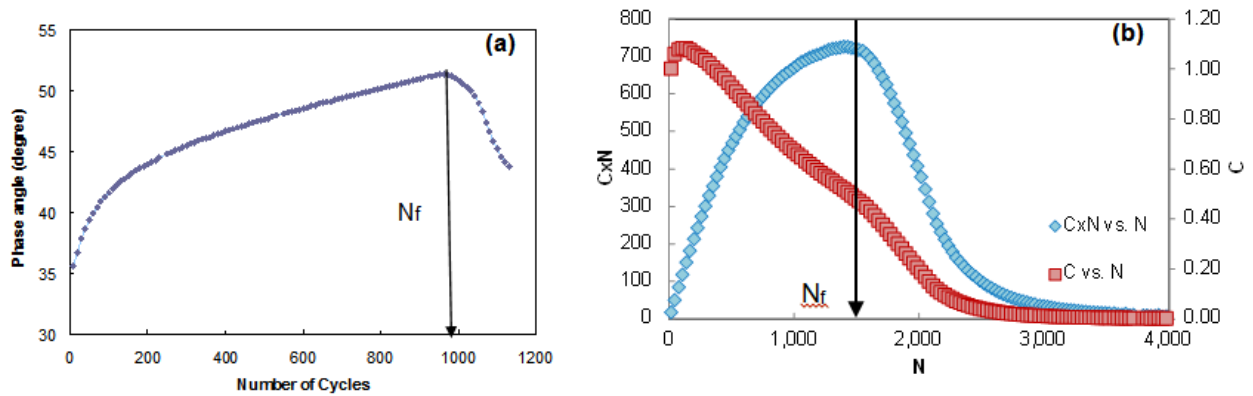 (a)
55
50
45
40
35
30
Phase angle (degree)
Nf
0 200 400 600 800 1000 1200
Number of Cycles
(b)
800
700
600
500
400
300
200
100
0
CxN
1.20
1.00
0.80
0.60
0.40
0.20
0.00
C
CxN vs. N
C vs. N
Nf
0 1,000 2,000 3,000 4,000
N